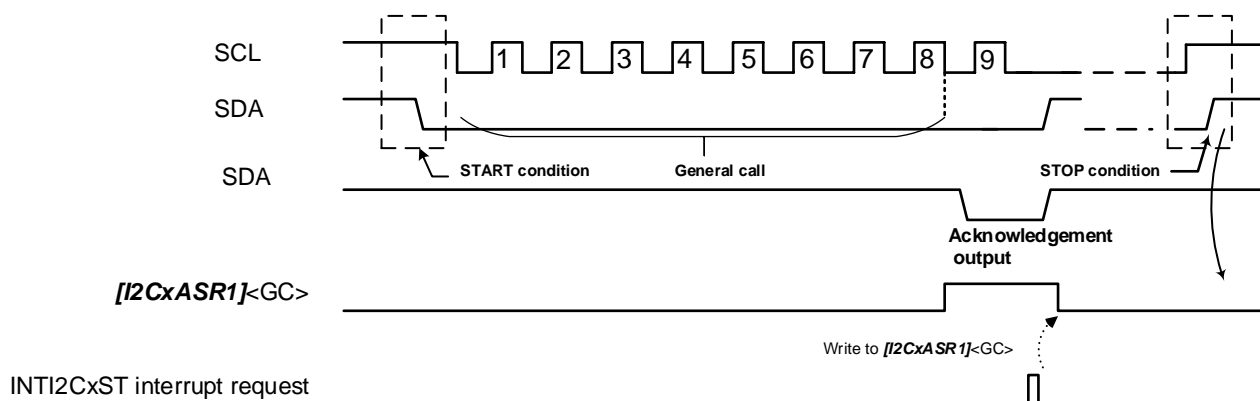 SCL
1 2 3 4 5 6 7 8 9
SDA
START condition
General call
STOP condition
SDA
Acknowledgement
output
[I2CxASR1]<GC>
Write to [I2CxASR1]<GC>
INTI2CxST interrupt request